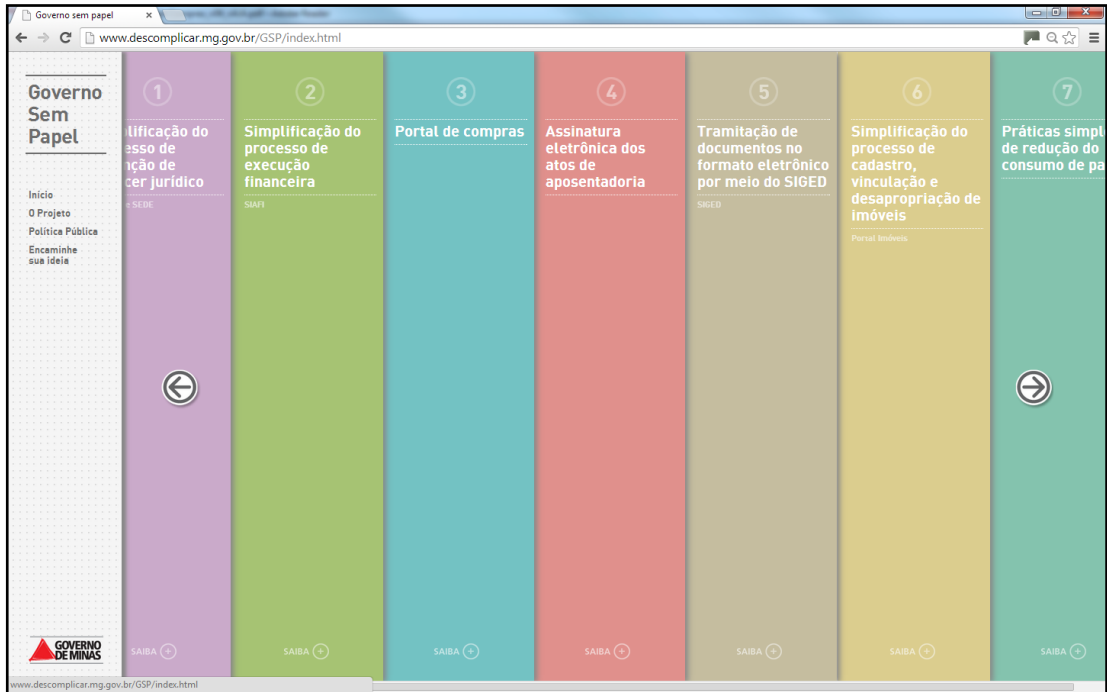 Governo sem papel
www.descomplicar.mg.gov.br/GSP/index.html
Governo
Sem
Papel
Início
O Projeto
Política Pública
Encaminhe
sua ideia
GOVERNO
DE MINAS
1
lificação do
esso de
nção de
cer jurídico
e SEDE
SAIBA +
2
Simplificação do
processo de
execução
financeira
SIAFI
SAIBA +
3
Portal de compras
SAIBA +
4
Assinatura
eletrônica dos
atos de
aposentadoria
SAIBA +
5
Tramitação de
documentos no
formato eletrônico
por meio do SIGED
SIGED
SAIBA +
6
Simplificação do
processo de
cadastro,
vinculação e
desapropriação de
imóveis
Portal Imóveis
SAIBA +
7
Práticas simpl
de redução do
consumo de pa
SAIBA +
www.descomplicar.mg.gov.br/GSP/index.html